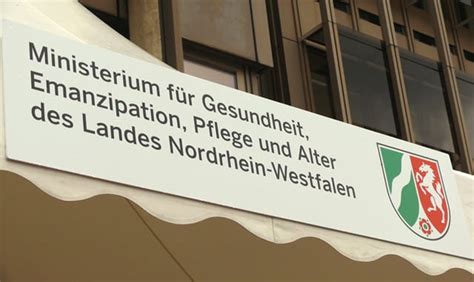 Ministerium für Gesundheit,
Emanzipation, Pflege und Alter
des Landes Nordrhein-Westfalen